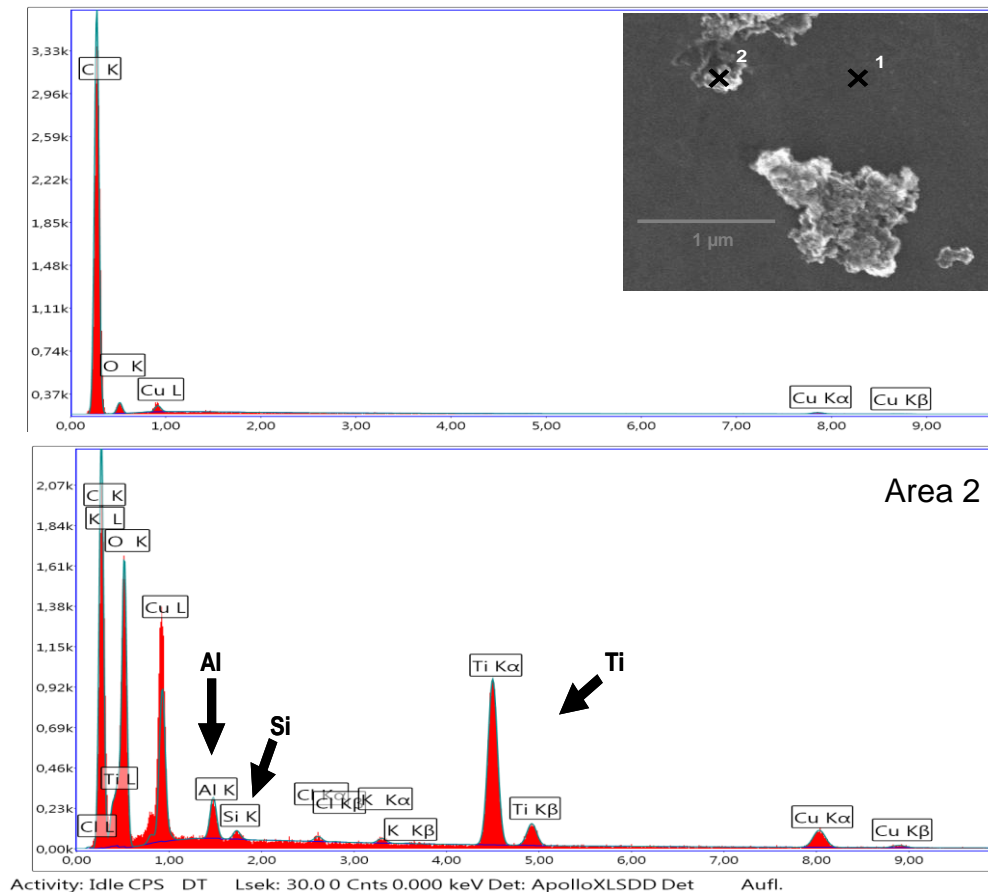 3,33k
2,96k
2,59k
2,22k
1,85k
1,48k
1,11k
0,74k
0,37k
C K
O K
Cu L
Cu Kα
Cu Kβ
0,00 1,00 2,00 3,00 4,00 5,00 6,00 7,00 8,00 9,00
2
1
1 µm
Area 2
2,07k
1,84k
1,61k
1,38k
1,15k
0,92k
0,69k
0,46k
0,23k
0,00k
C K
K L
O K
Cu L
Ti L
Cl L
Al
Si
Ti
Al K
Si K
Cl Kα
Cl Kβ
K Kα
K Kβ
Ti Kα
Ti Kβ
Cu Kα
Cu Kβ
0,00 1,00 2,00 3,00 4,00 5,00 6,00 7,00 8,00 9,00
Activity: Idle CPS DT Lsek: 30.0 0 Cnts 0.000 keV Det: ApolloXLSDD Det Aufl.